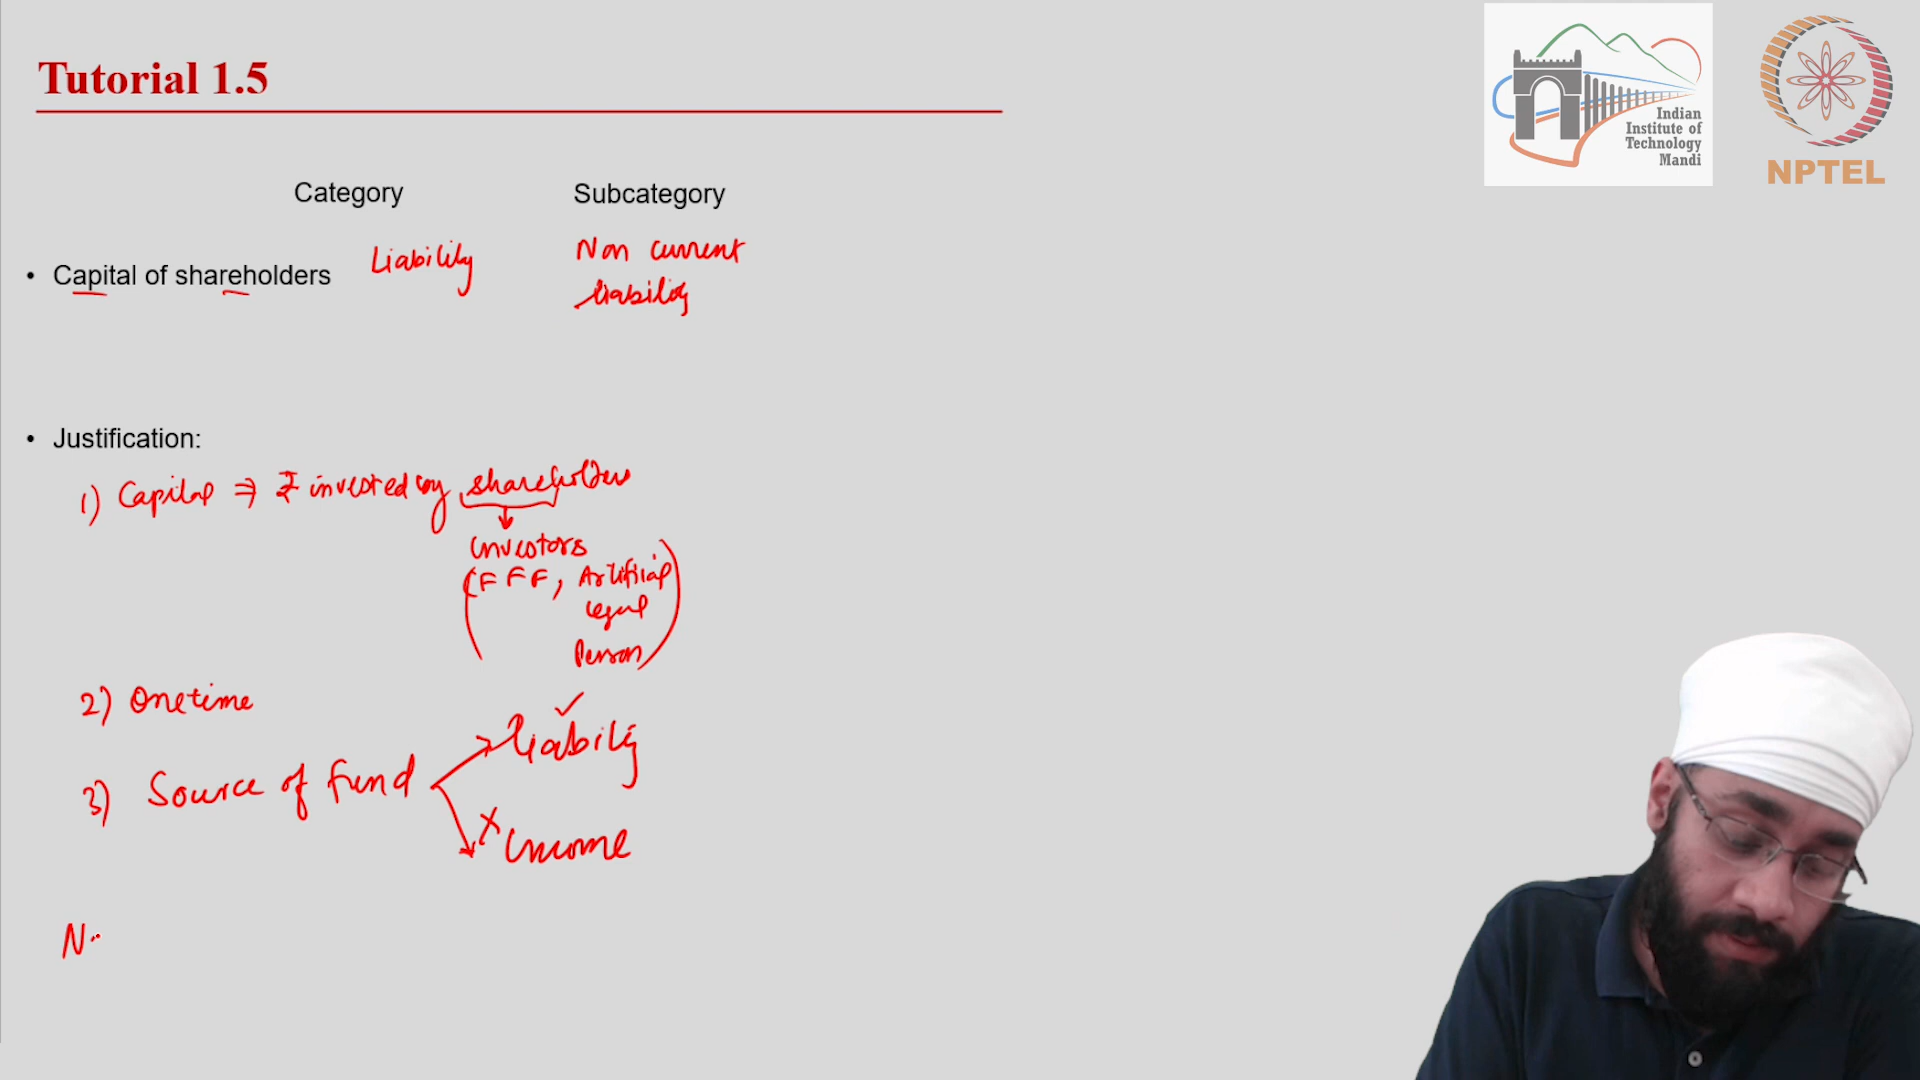 Tutorial 1.5
Indian
Institute of
Technology
Mandi
NPTEL
Category Subcategory
• Capital of shareholders Liability Non current
liability
• Justification:
1) Capital ⇒ ₹ invested by shareholders
investors
(FFF, Artificial
legal
Person)
2) Onetime
3) Source of fund liability ✓
× income
N